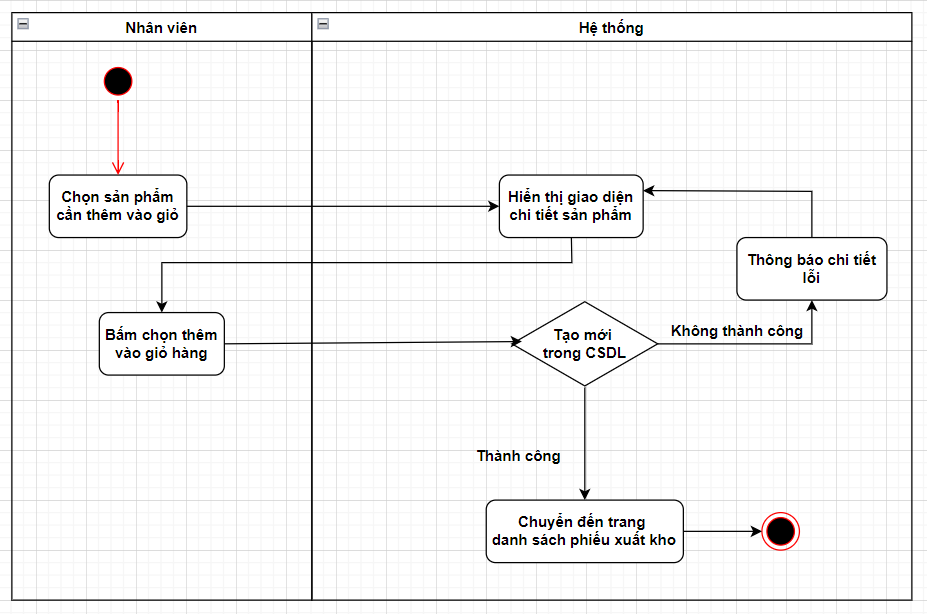 Nhân viên
Hệ thống
Chọn sản phẩm
cần thêm vào giỏ
Hiển thị giao diện
chi tiết sản phẩm
Thông báo chi tiết
lỗi
Bấm chọn thêm
vào giỏ hàng
Tạo mới
trong CSDL
Không thành công
Thành công
Chuyển đến trang
danh sách phiếu xuất kho